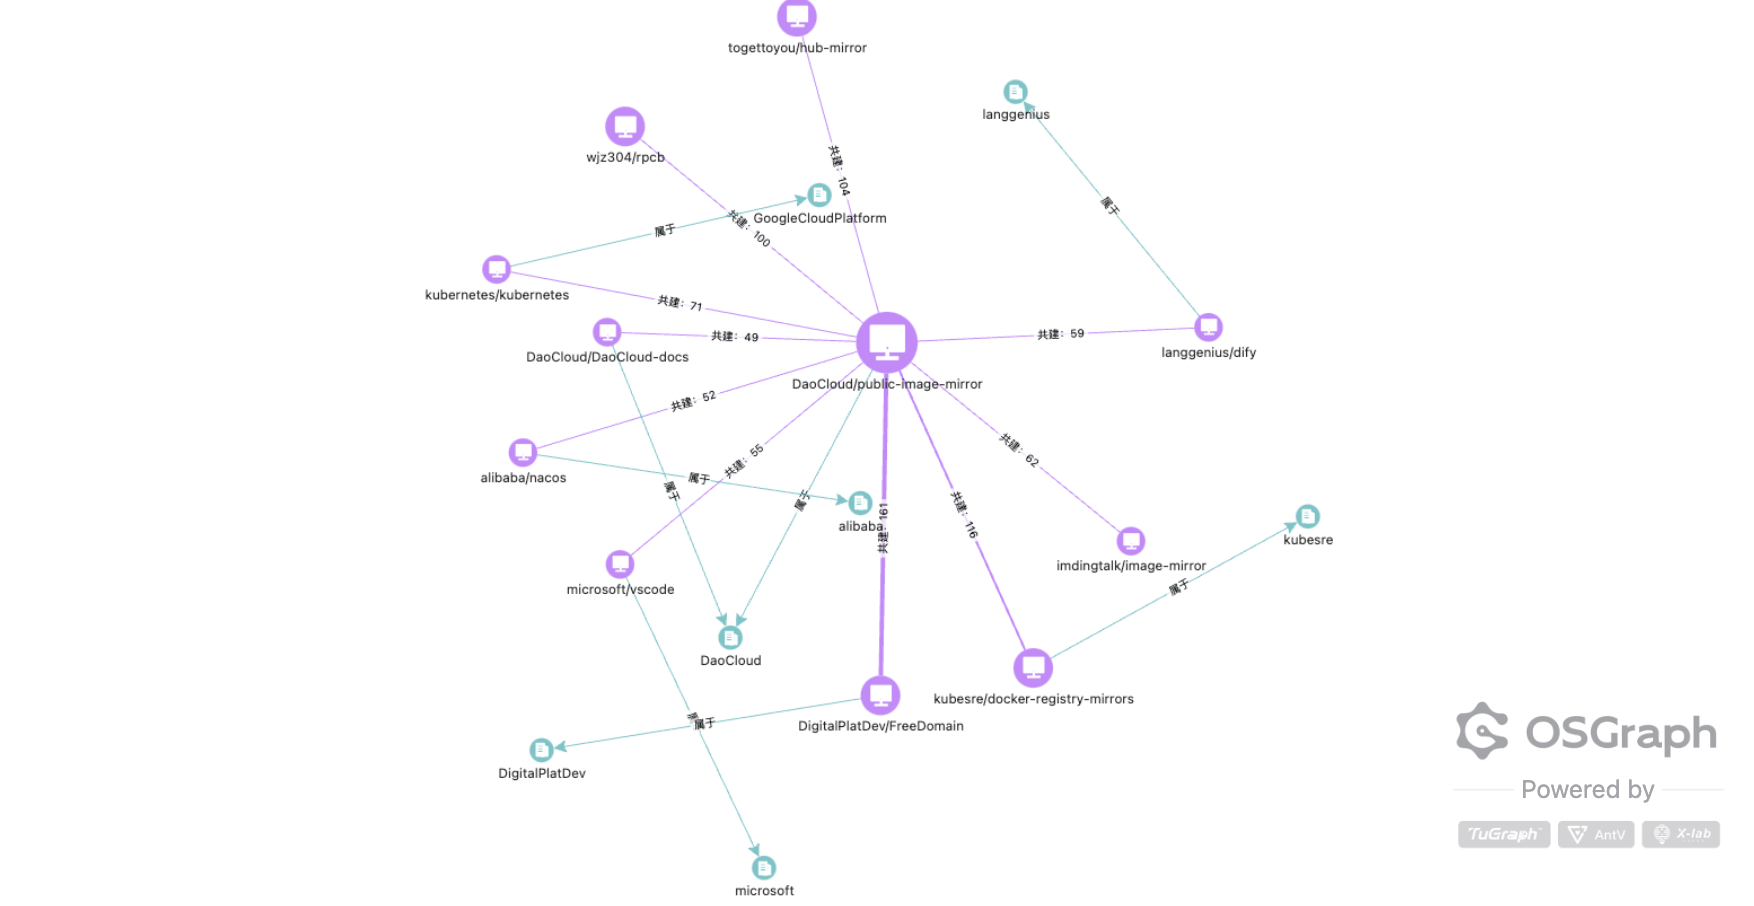 togettoyou/hub-mirror
langgenius
wjz304/rpcb
共建：104
属于
GoogleCloudPlatform
共建：100
属于
kubernetes/kubernetes
共建：71
共建：49
共建：59
DaoCloud/DaoCloud-docs
langgenius/dify
DaoCloud/public-image-mirror
共建：52
共建：62
共建：55
alibaba/nacos
属于
属于
属于
alibaba
共建：161
共建：116
kubesre
imdingtalk/image-mirror
microsoft/vscode
属于
DaoCloud
kubesre/docker-registry-mirrors
DigitalPlatDev/FreeDomain
属于
DigitalPlatDev
microsoft
OSGraph
Powered by
TuGraph
AntV
X-lab